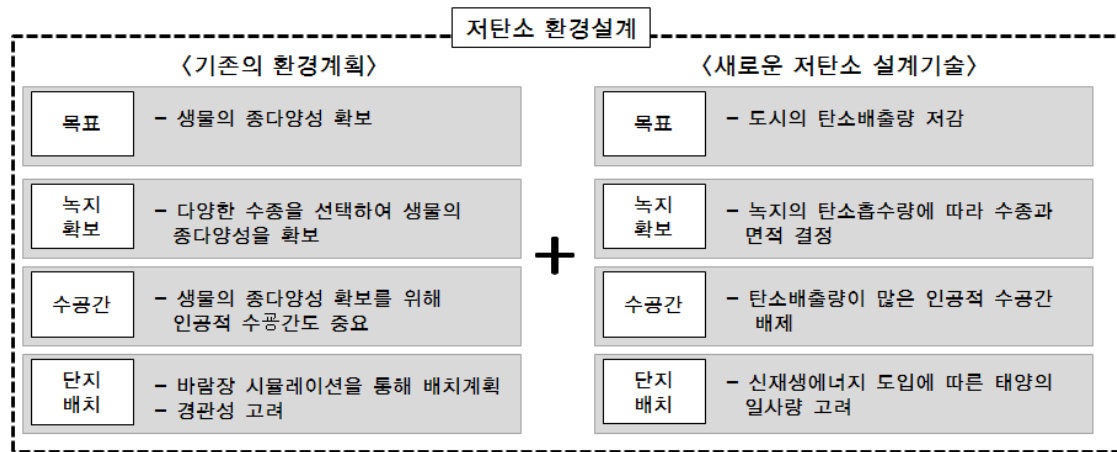 저탄소 환경설계
〈기존의 환경계획〉
목표
– 생물의 종다양성 확보
녹지
확보
– 다양한 수종을 선택하여 생물의
종다양성을 확보
수공간
– 생물의 종다양성 확보를 위해
인공적 수공간도 중요
단지
배치
– 바람장 시뮬레이션을 통해 배치계획
– 경관성 고려
+
〈새로운 저탄소 설계기술〉
목표
– 도시의 탄소배출량 저감
녹지
확보
– 녹지의 탄소흡수량에 따라 수종과
면적 결정
수공간
– 탄소배출량이 많은 인공적 수공간
배제
단지
배치
– 신재생에너지 도입에 따른 태양의
일사량 고려